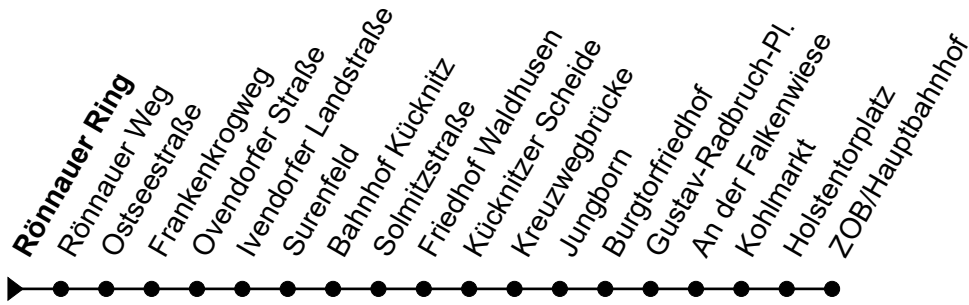 Rönnauer Ring
Rönnauer Weg
Ostseestraße
Frankenkrogweg
Ovendorfer Straße
Ivendorfer Landstraße
Surenfeld
Bahnhof Kücknitz
Solmitzstraße
Friedhof Waldhusen
Kücknitzer Scheide
Kreuzwegbrücke
Jungborn
Burgtorfriedhof
Gustav-Radbruch-Pl.
An der Falkenwiese
Kohlmarkt
Holstentorplatz
ZOB/Hauptbahnhof